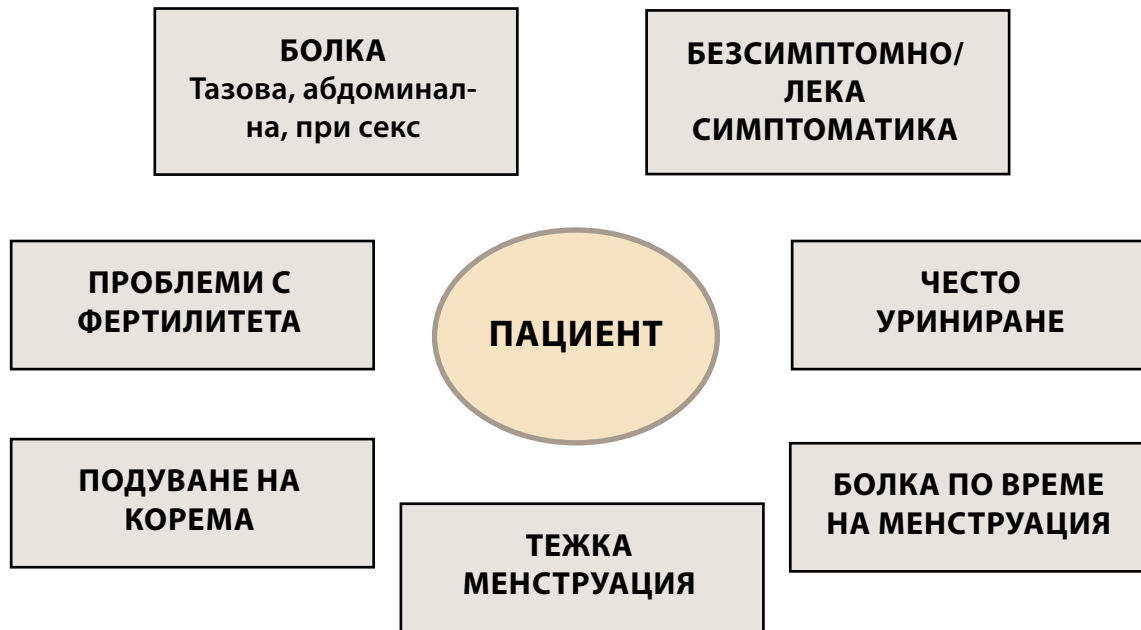 БОЛКА
Тазова, абдоминал-
на, при секс
БЕЗСИМПТОМНО/
ЛЕКА
СИМПТОМАТИКА
ПРОБЛЕМИ С
ФЕРТИЛИТЕТА
ПАЦИЕНТ
ЧЕСТО
УРИНИРАНЕ
ПОДУВАНЕ НА
КОРЕМА
ТЕЖКА
МЕНСТРУАЦИЯ
БОЛКА ПО ВРЕМЕ
НА МЕНСТРУАЦИЯ